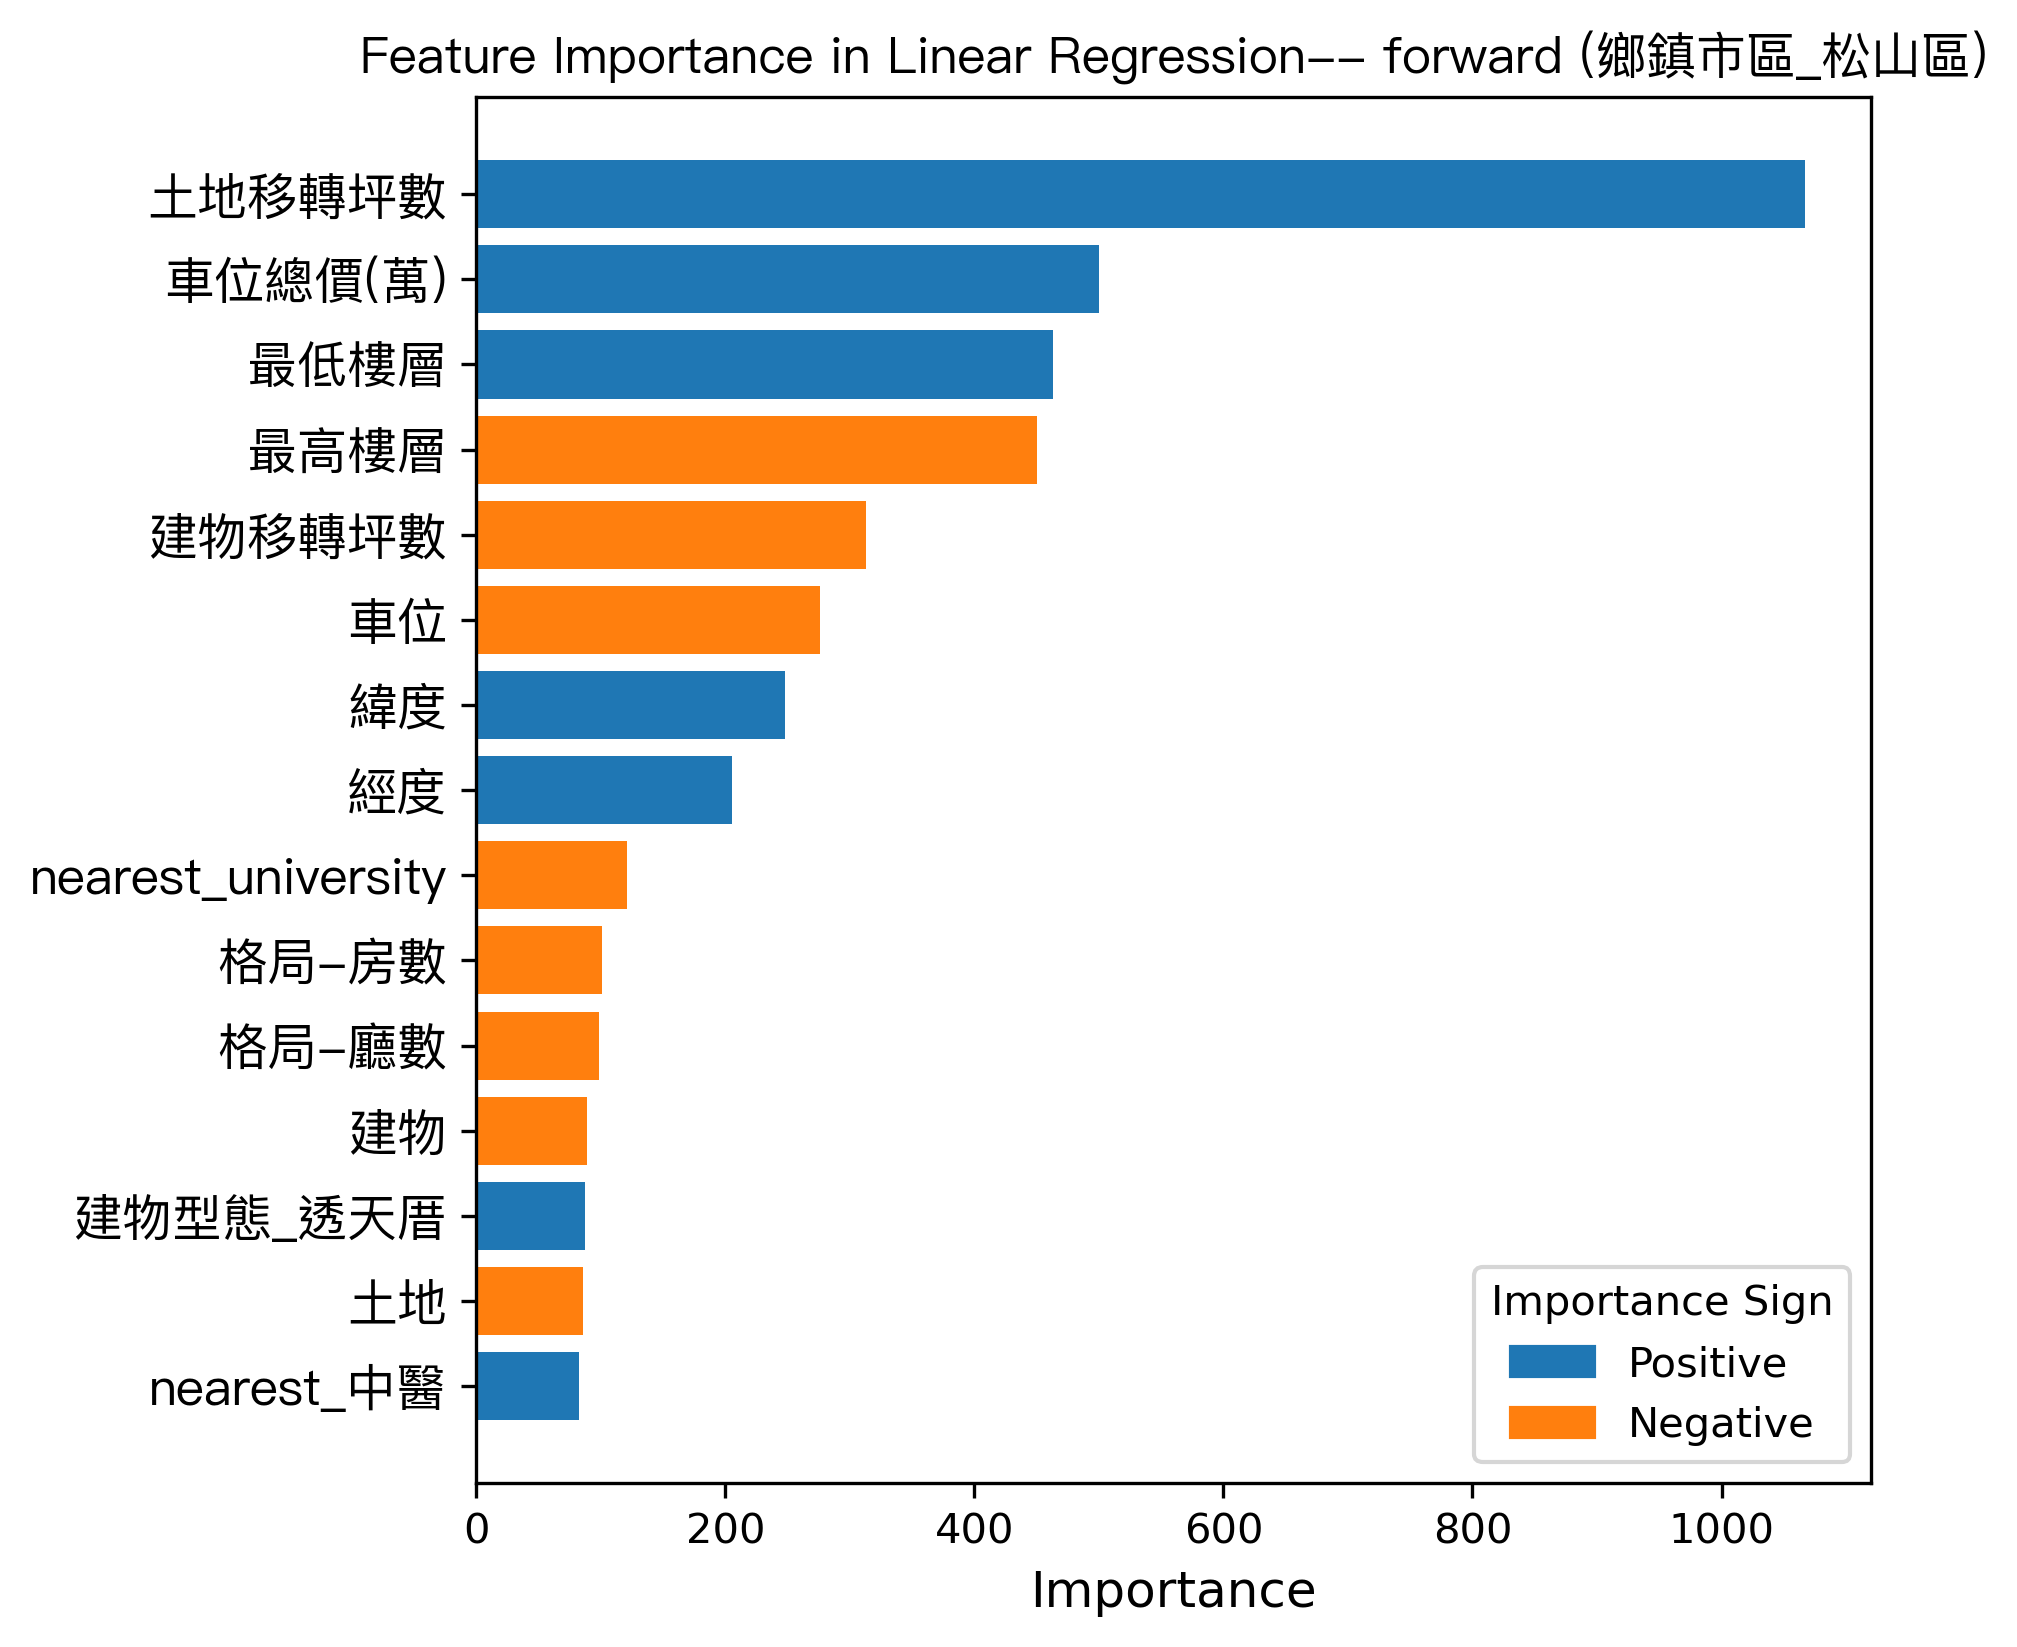 Feature Importance in Linear Regression-- forward (鄉鎮市區_松山區)
土地移轉坪數
車位總價(萬)
最低樓層
最高樓層
建物移轉坪數
車位
緯度
經度
nearest_university
格局-房數
格局-廳數
建物
建物型態_透天厝
土地
nearest_中醫
Importance Sign
Positive
Negative
0 200 400 600 800 1000
Importance